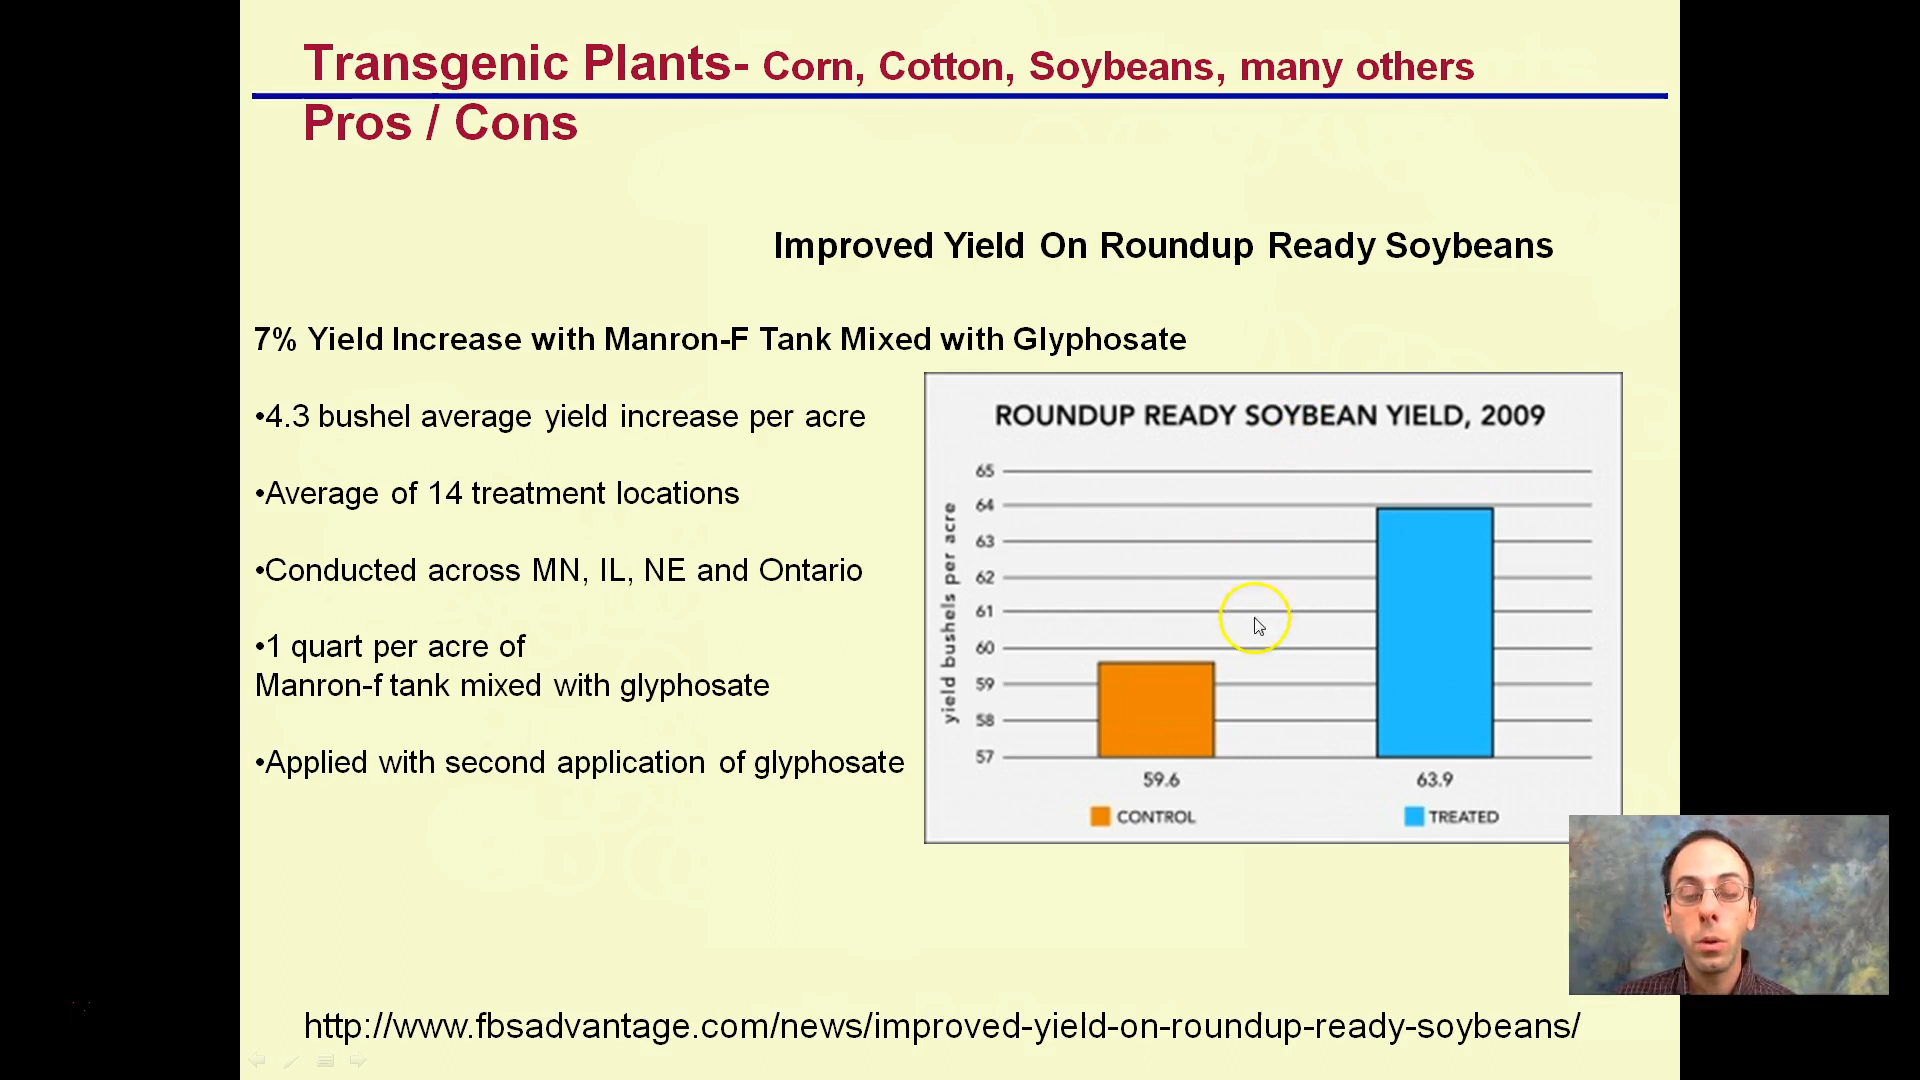 Transgenic Plants- Corn, Cotton, Soybeans, many others
Pros / Cons
Improved Yield On Roundup Ready Soybeans
7% Yield Increase with Manron-F Tank Mixed with Glyphosate
•4.3 bushel average yield increase per acre
•Average of 14 treatment locations
•Conducted across MN, IL, NE and Ontario
•1 quart per acre of
Manron-f tank mixed with glyphosate
•Applied with second application of glyphosate
ROUNDUP READY SOYBEAN YIELD, 2009
yield bushels per acre
65
64
63
62
61
60
59
58
57
59.6 63.9
CONTROL TREATED
http://www.fbsadvantage.com/news/improved-yield-on-roundup-ready-soybeans/